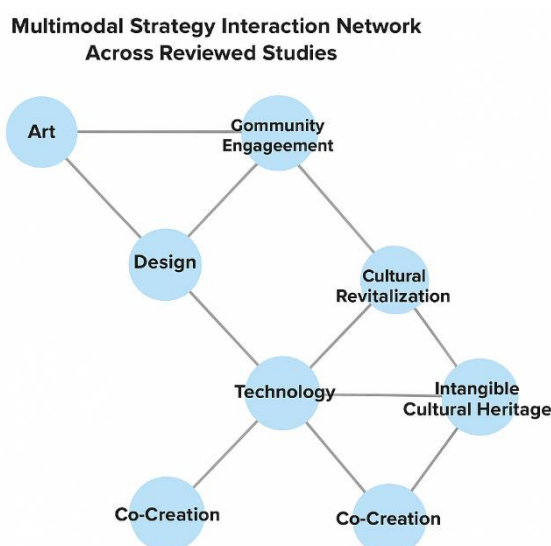 Multimodal Strategy Interaction Network
Across Reviewed Studies
Art
Gommunity
Engageement
Design
Cultural
Revitalization
Technology
Intangible
Cultural Heritage
Co-Creation
Co-Creation